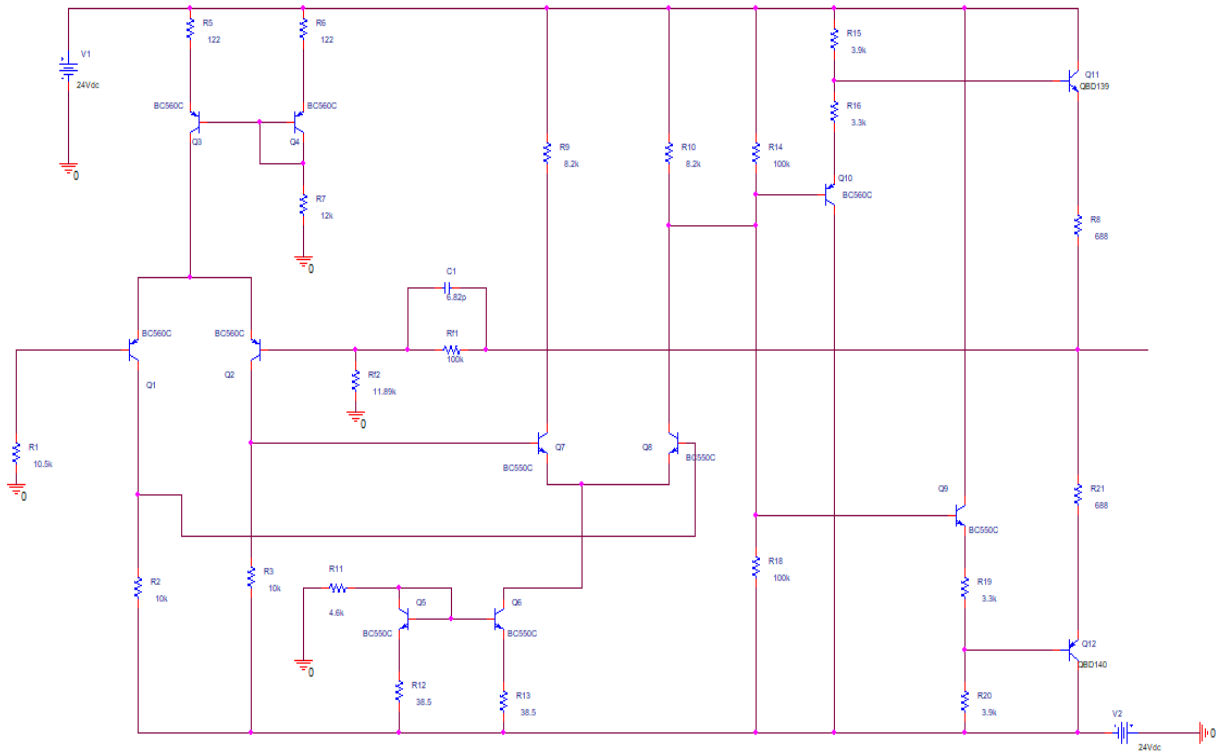 R5
122
R6
122
V1
24Vdc
BC560C
Q3
BC560C
Q4
R7
12k
0
0
R9
8.2k
R10
8.2k
R14
100k
R15
3.9k
R16
3.3k
Q11
QBD139
Q10
BC560C
R8
688
C1
6.82p
Rf1
100k
Rf2
11.89k
0
BC560C
Q1
BC560C
Q2
R1
10.5k
0
Q7
BC550C
Q8
BC550C
R21
688
Q9
BC550C
R2
10k
R3
10k
R11
4.6k
0
Q5
BC550C
Q6
BC550C
R12
38.5
R13
38.5
R18
100k
R19
3.3k
Q12
QBD140
R20
3.9k
V2
24Vdc
0